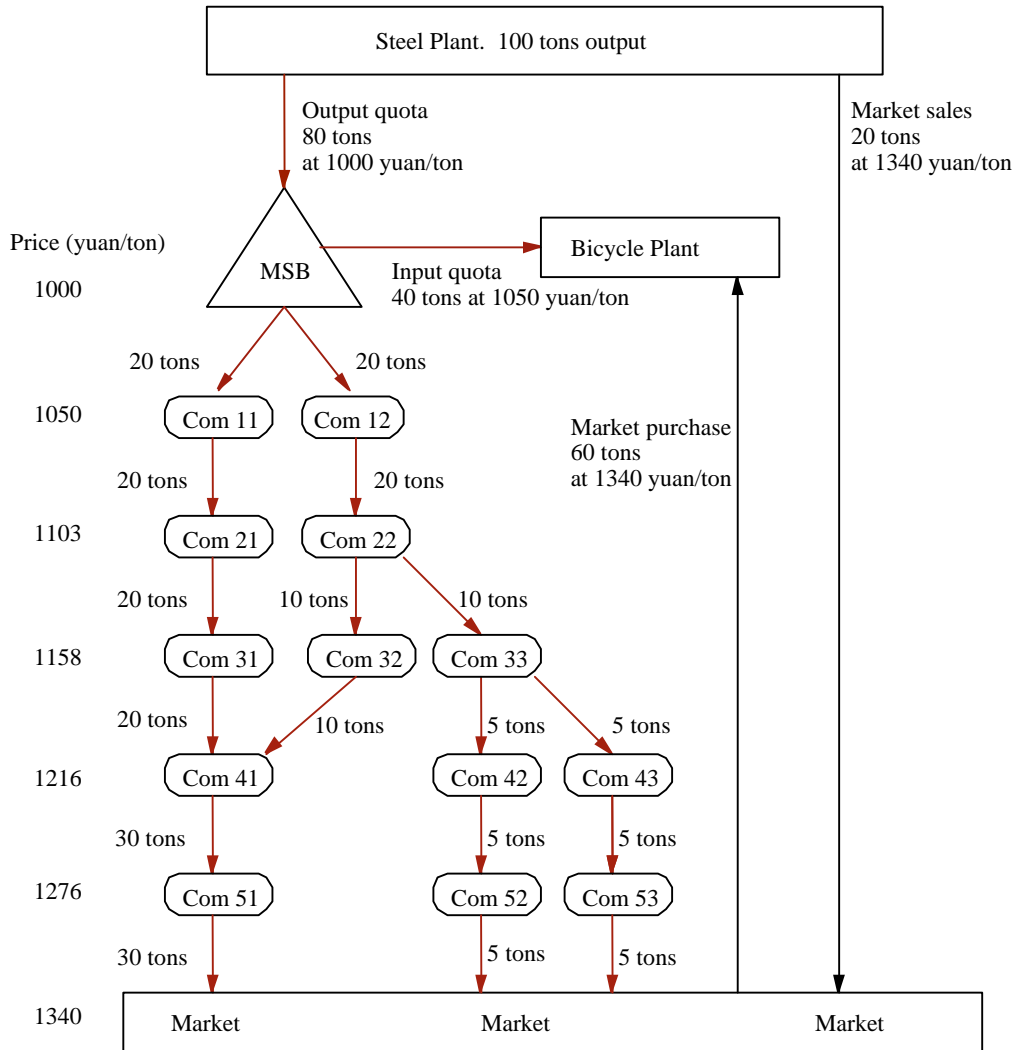 Steel Plant.  100 tons output
Output quota
80 tons
at 1000 yuan/ton
Market sales
20 tons
at 1340 yuan/ton
Price (yuan/ton)
Bicycle Plant
MSB
Input quota
40 tons at 1050 yuan/ton
1000
20 tons
20 tons
1050
Com 11
Com 12
Market purchase
60 tons
at 1340 yuan/ton
20 tons
20 tons
1103
Com 21
Com 22
20 tons
10 tons
10 tons
1158
Com 31
Com 32
Com 33
20 tons
10 tons
5 tons
5 tons
1216
Com 41
Com 42
Com 43
30 tons
5 tons
5 tons
1276
Com 51
Com 52
Com 53
30 tons
5 tons
5 tons
1340
Market
Market
Market